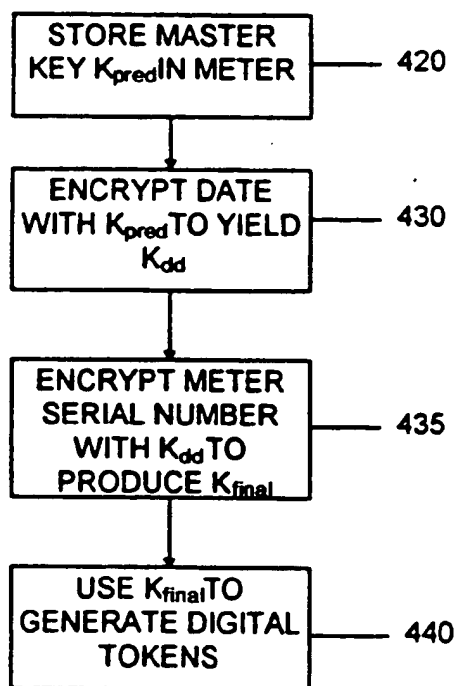 STORE MASTER
KEY KpredIN METER
420
ENCRYPT DATE
WITH Kpred TO YIELD
Kdd
430
ENCRYPT METER
SERIAL NUMBER
WITH Kdd TO
PRODUCE Kfinal
435
USE Kfinal TO
GENERATE DIGITAL
TOKENS
440